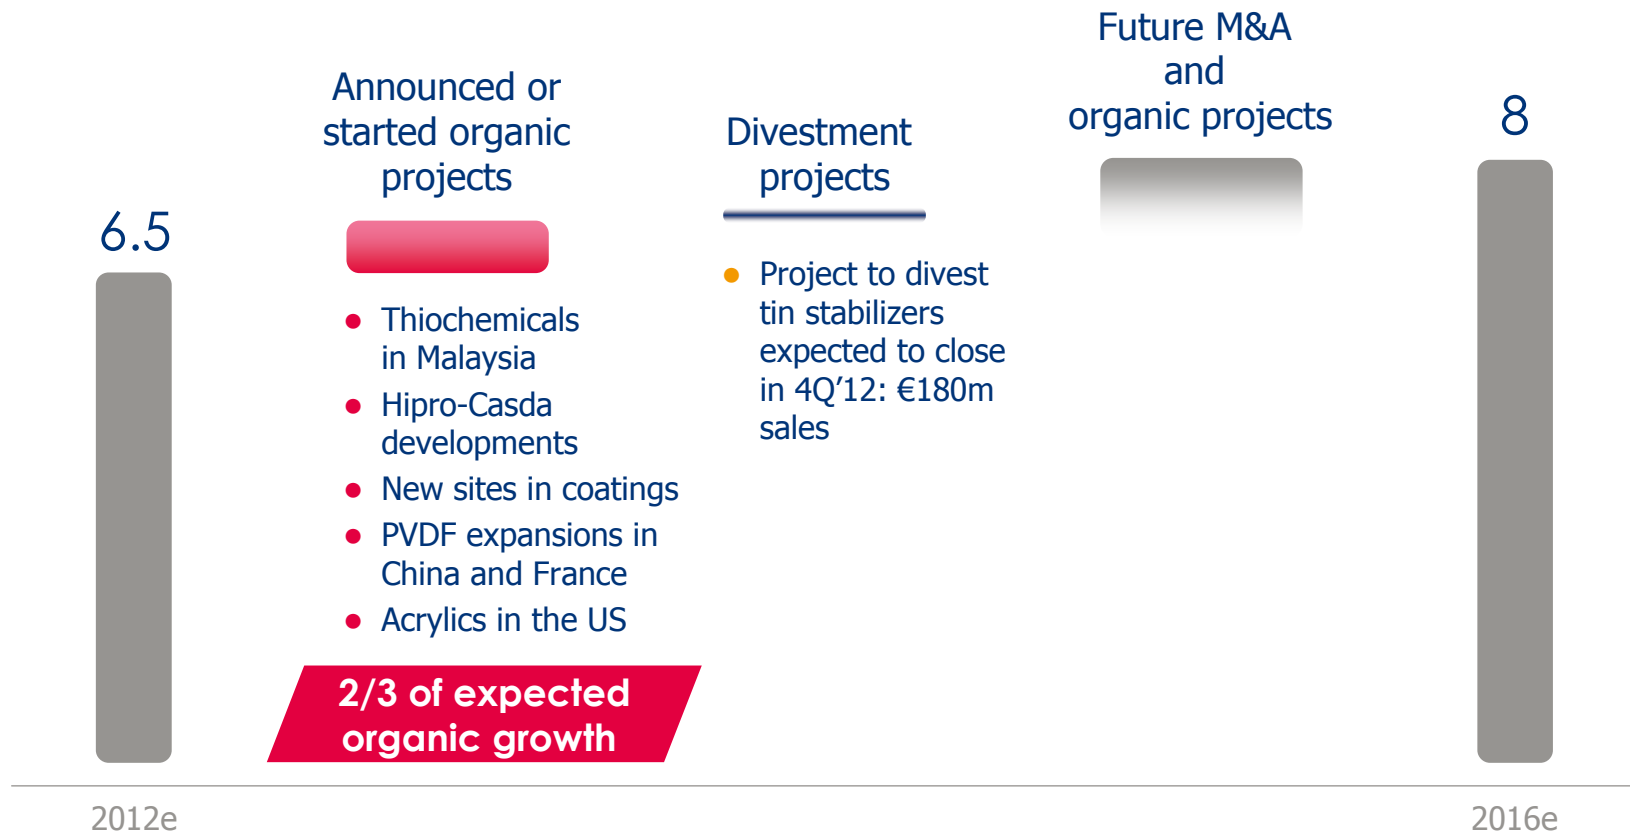 6.5
Announced or
started organic
projects
● Thiochemicals
in Malaysia
● Hipro-Casda
developments
● New sites in coatings
● PVDF expansions in
China and France
● Acrylics in the US
2/3 of expected
organic growth
Divestment
projects
● Project to divest
tin stabilizers
expected to close
in 4Q’12: €180m
sales
Future M&A
and
organic projects
8
2012e
2016e